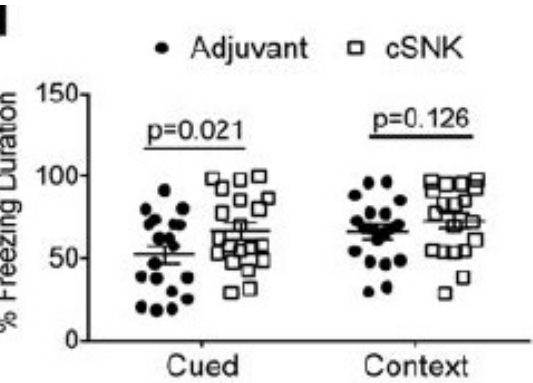 Adjuvant cSNK
% Freezing Duration
150
100
50
0
p=0.021
p=0.126
Cued Context